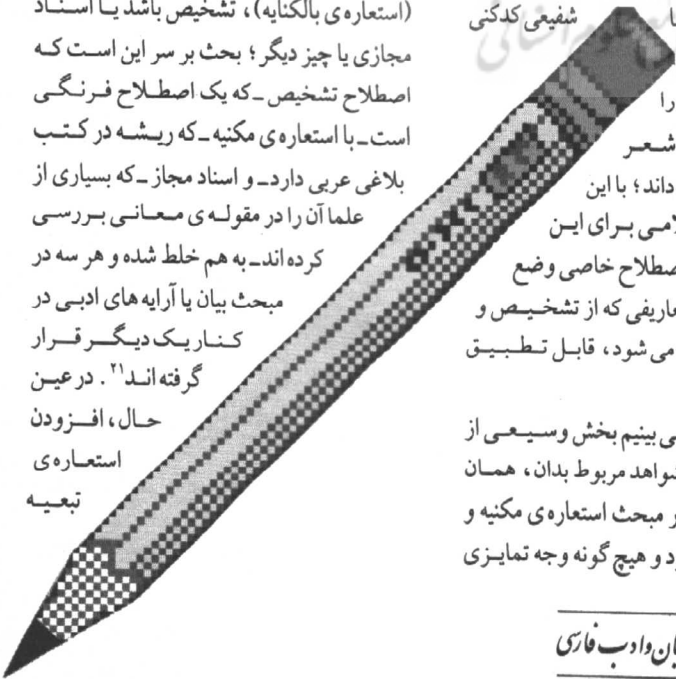 شفیعی کدکنی
را
شعر
داند؛ با این
لامی برای این
صطلاح خاصی وضع
عاریفی که از تشخیص و
می شود، قابل تطبیق
ی بینیم بخش وسیعی از
شواهد مربوط بدان، همان
ر مبحث استعاره ی مکنیه و
ود و هیچ گونه وجه تمایزی
(استعاره ی بالکنایه)، تشخیص باشد یا اسناد
مجازی یا چیز دیگر؛ بحث بر سر این است که
اصطلاح تشخیص ـ که یک اصطلاح فرنگی
است ـ با استعاره ی مکنیه ـ که ریشه در کتب
بلاغی عربی دارد ـ و اسناد مجاز ـ که بسیاری از
علما آن را در مقوله ی معانی بررسی
کرده اند ـ به هم خلط شده و هر سه در
مبحث بیان یا آرایه های ادبی در
کنار یک دیگر قرار
گرفته اند۲۱. در عین
حال، افزودن
استعاره ی
تبعیه
ان و ادب فارسی